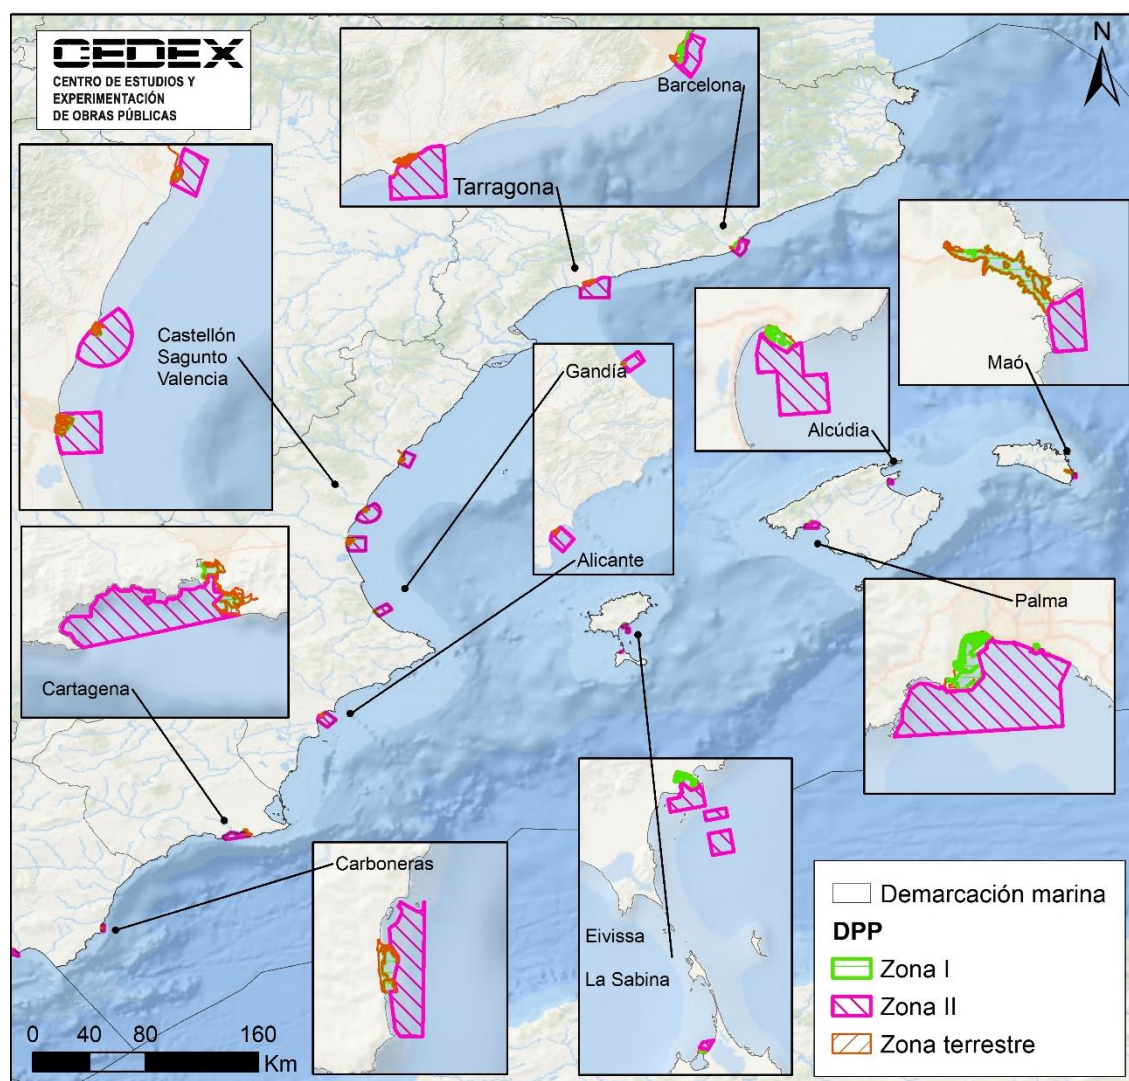 CEDEX
CENTRO DE ESTUDIOS Y
EXPERIMENTACIÓN
DE OBRAS PÚBLICAS
N
Barcelona
Tarragona
Castellón
Sagunto
Valencia
Gandía
Maó
Alcúdia
Alicante
Palma
Cartagena
Carboneras
Eivissa
La Sabina
Demarcación marina
DPP
Zona I
Zona II
Zona terrestre
0 40 80 160
Km